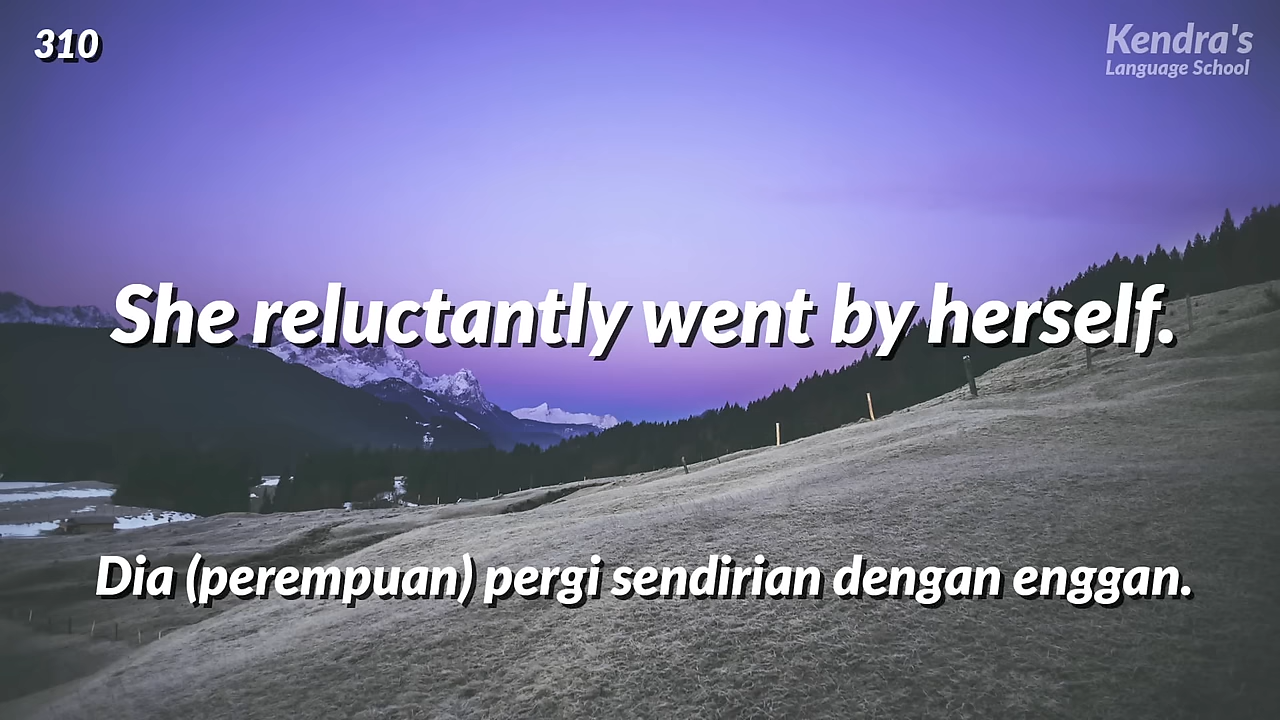 310
Kendra's
Language School
She reluctantly went by herself.
Dia (perempuan) pergi sendirian dengan enggan.